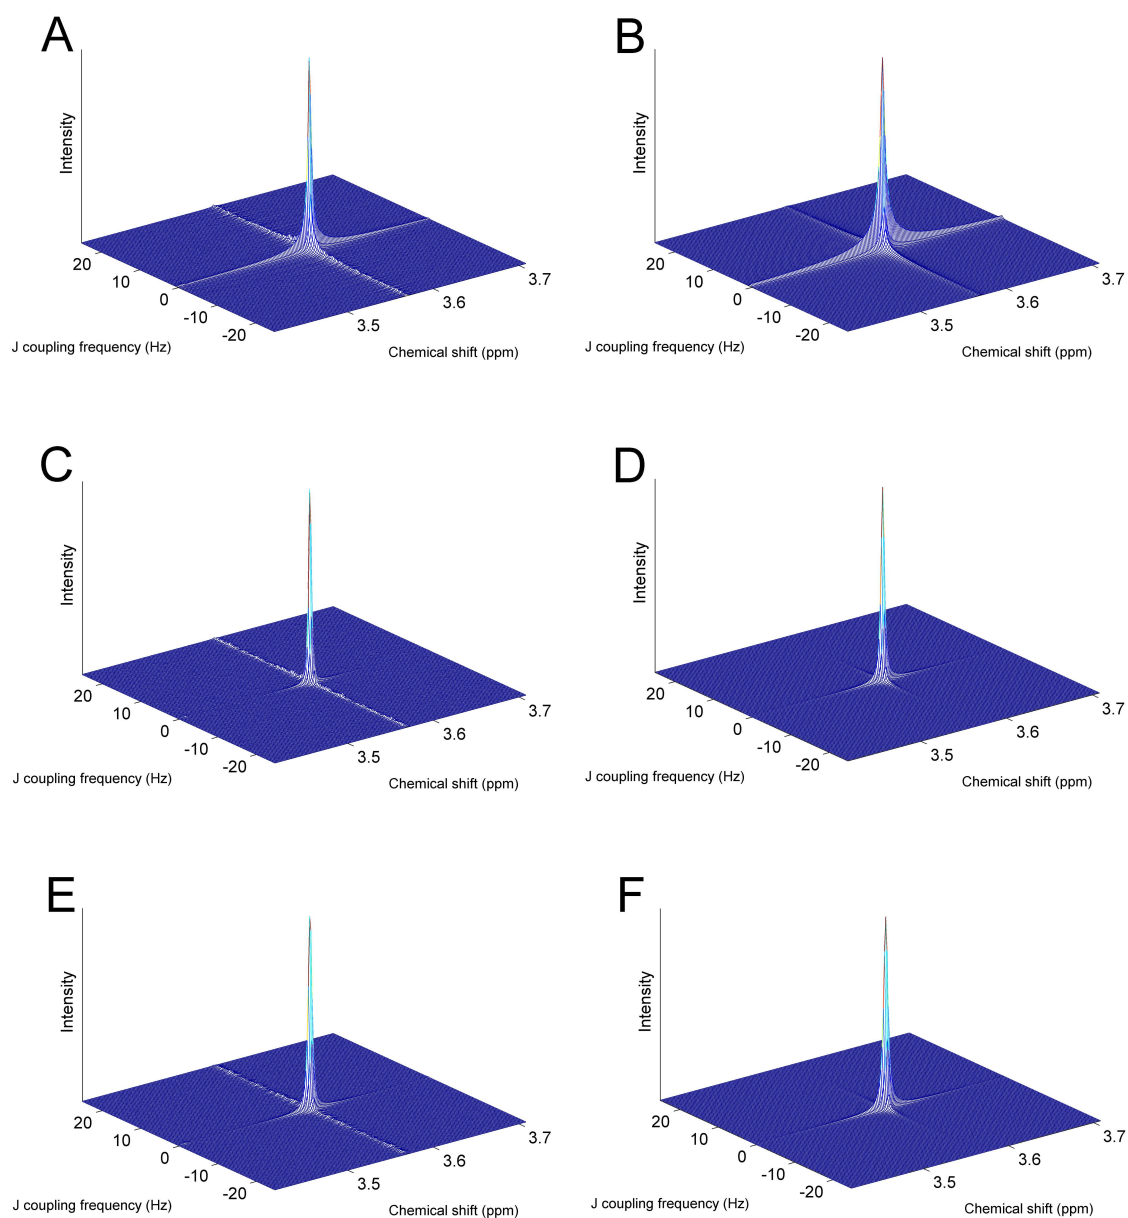 A
B
Intensity
Intensity
20
10
0
-10
-20
3.5
3.6
3.7
J coupling frequency (Hz)
Chemical shift (ppm)
20
10
0
-10
-20
3.5
3.6
3.7
J coupling frequency (Hz)
Chemical shift (ppm)
C
D
Intensity
Intensity
20
10
0
-10
-20
3.5
3.6
3.7
J coupling frequency (Hz)
Chemical shift (ppm)
20
10
0
-10
-20
3.5
3.6
3.7
J coupling frequency (Hz)
Chemical shift (ppm)
E
F
Intensity
Intensity
20
10
0
-10
-20
3.5
3.6
3.7
J coupling frequency (Hz)
Chemical shift (ppm)
20
10
0
-10
-20
3.5
3.6
3.7
J coupling frequency (Hz)
Chemical shift (ppm)